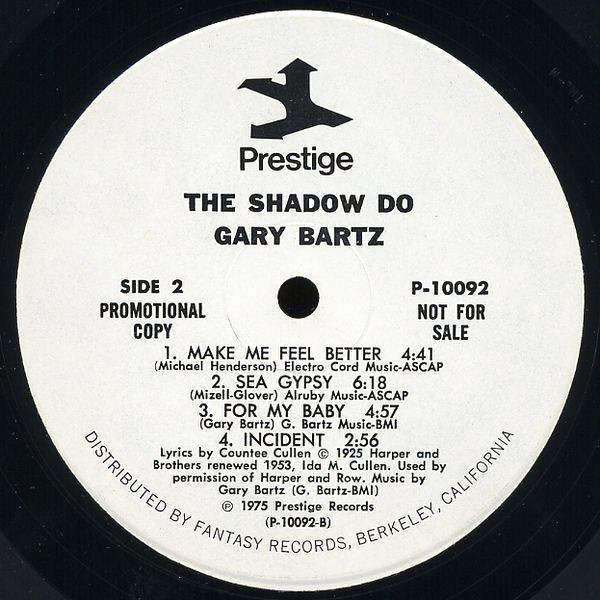 Prestige
THE SHADOW DO
GARY BARTZ
SIDE 2
PROMOTIONAL
COPY
P-10092
NOT FOR
SALE
1. MAKE ME FEEL BETTER 4:41
(Michael Henderson) Electro Cord Music-ASCAP
2. SEA GYPSY 6:18
(Mizell-Glover) Alruby Music-ASCAP
3. FOR MY BABY 4:57
(Gary Bartz) G. Bartz Music-BMI
4. INCIDENT 2:56
Lyrics by Countee Cullen © 1925 Harper and
Brothers renewed 1953, Ida M. Cullen. Used by
permission of Harper and Row. Music by
Gary Bartz (G. Bartz-BMI)
℗ 1975 Prestige Records
(P-10092-B)
DISTRIBUTED BY FANTASY RECORDS, BERKELEY, CALIFORNIA